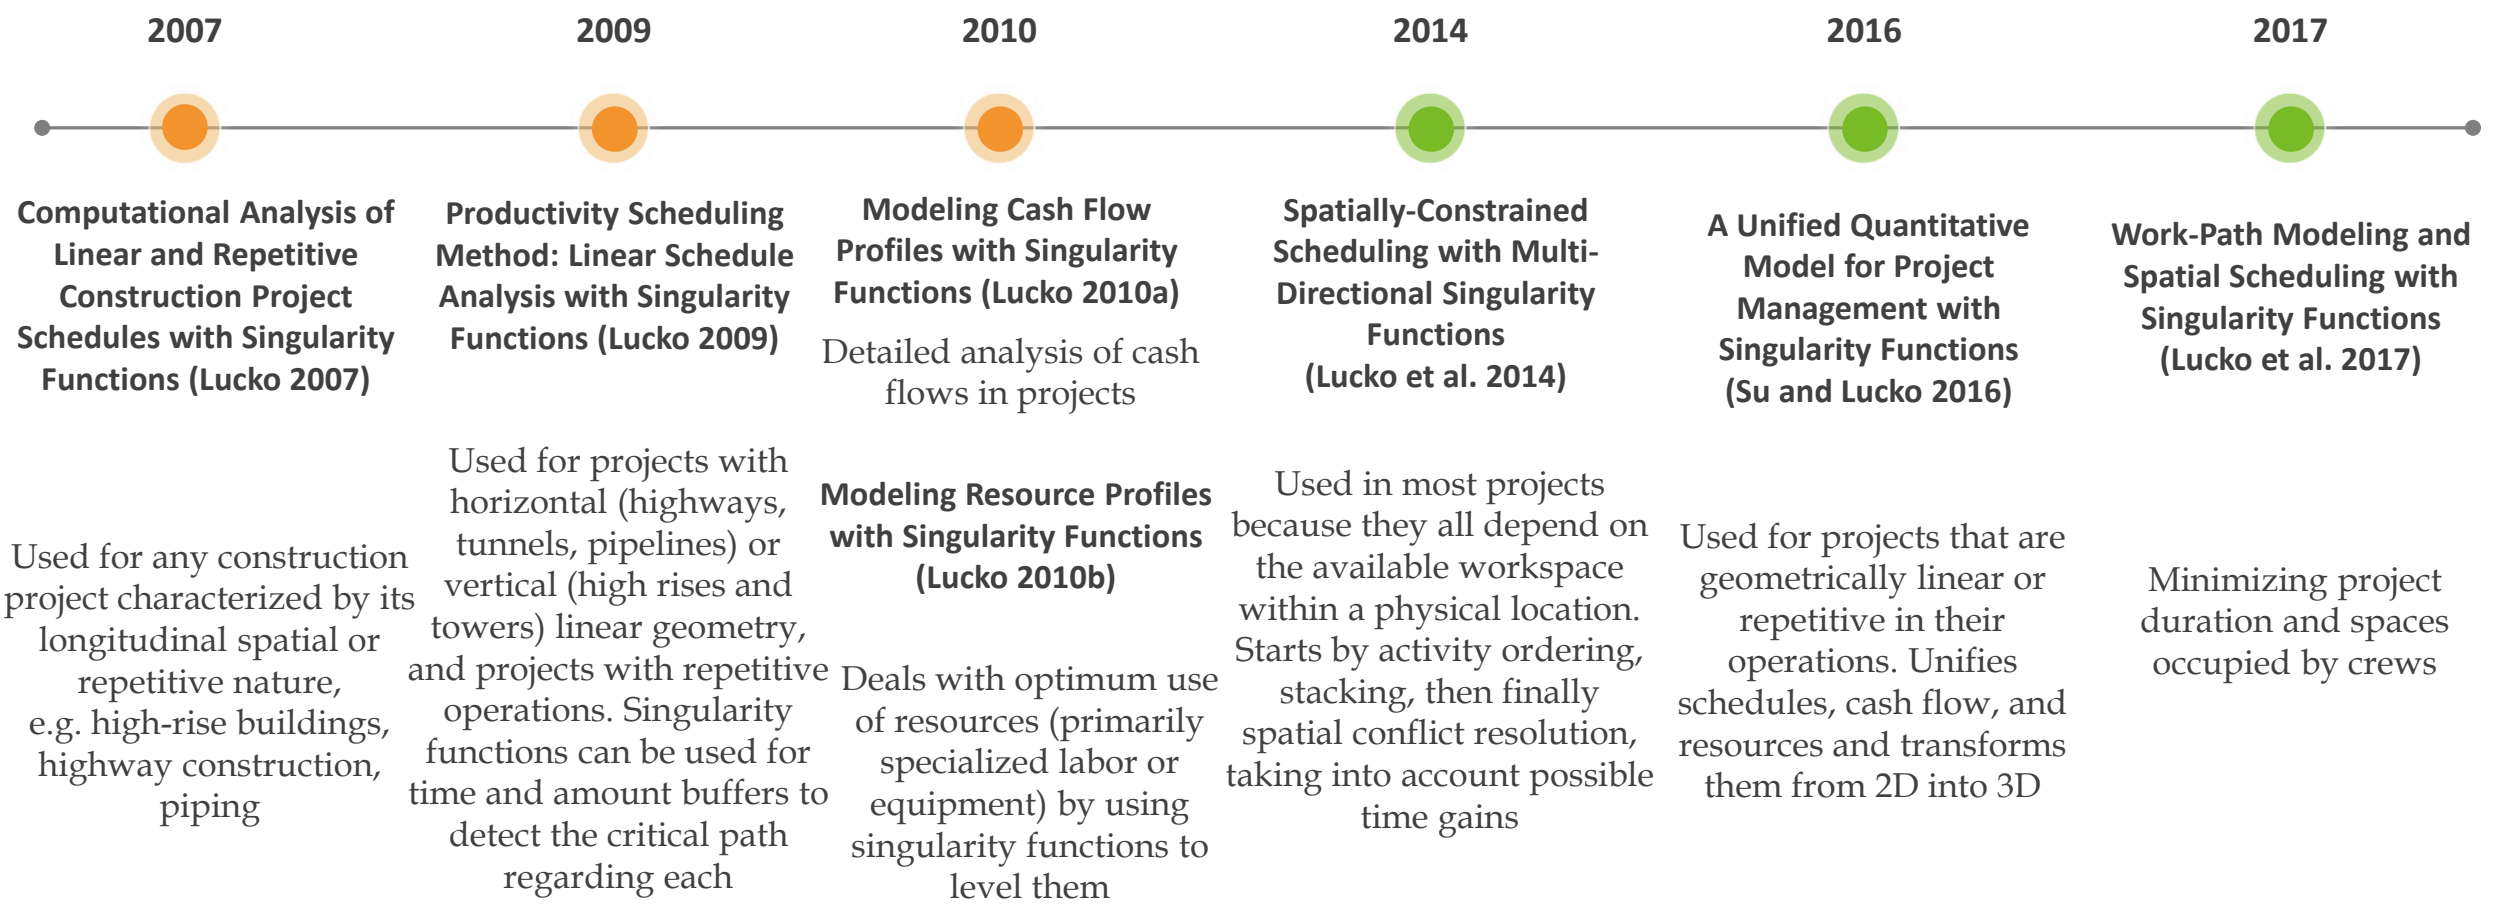 2007
Computational Analysis of
Linear and Repetitive
Construction Project
Schedules with Singularity
Functions (Lucko 2007)
Used for any construction
project characterized by its
longitudinal spatial or
repetitive nature,
e.g. high-rise buildings,
highway construction,
piping
2009
Productivity Scheduling
Method: Linear Schedule
Analysis with Singularity
Functions (Lucko 2009)
Used for projects with
horizontal (highways,
tunnels, pipelines) or
vertical (high rises and
towers) linear geometry,
and projects with repetitive
operations. Singularity
functions can be used for
time and amount buffers to
detect the critical path
regarding each
2010
Modeling Cash Flow
Profiles with Singularity
Functions (Lucko 2010a)
Detailed analysis of cash
flows in projects
Modeling Resource Profiles
with Singularity Functions
(Lucko 2010b)
Deals with optimum use
of resources (primarily
specialized labor or
equipment) by using
singularity functions to
level them
2014
Spatially-Constrained
Scheduling with Multi-
Directional Singularity
Functions
(Lucko et al. 2014)
Used in most projects
because they all depend on
the available workspace
within a physical location.
Starts by activity ordering,
stacking, then finally
spatial conflict resolution,
taking into account possible
time gains
2016
A Unified Quantitative
Model for Project
Management with
Singularity Functions
(Su and Lucko 2016)
Used for projects that are
geometrically linear or
repetitive in their
operations. Unifies
schedules, cash flow, and
resources and transforms
them from 2D into 3D
2017
Work-Path Modeling and
Spatial Scheduling with
Singularity Functions
(Lucko et al. 2017)
Minimizing project
duration and spaces
occupied by crews